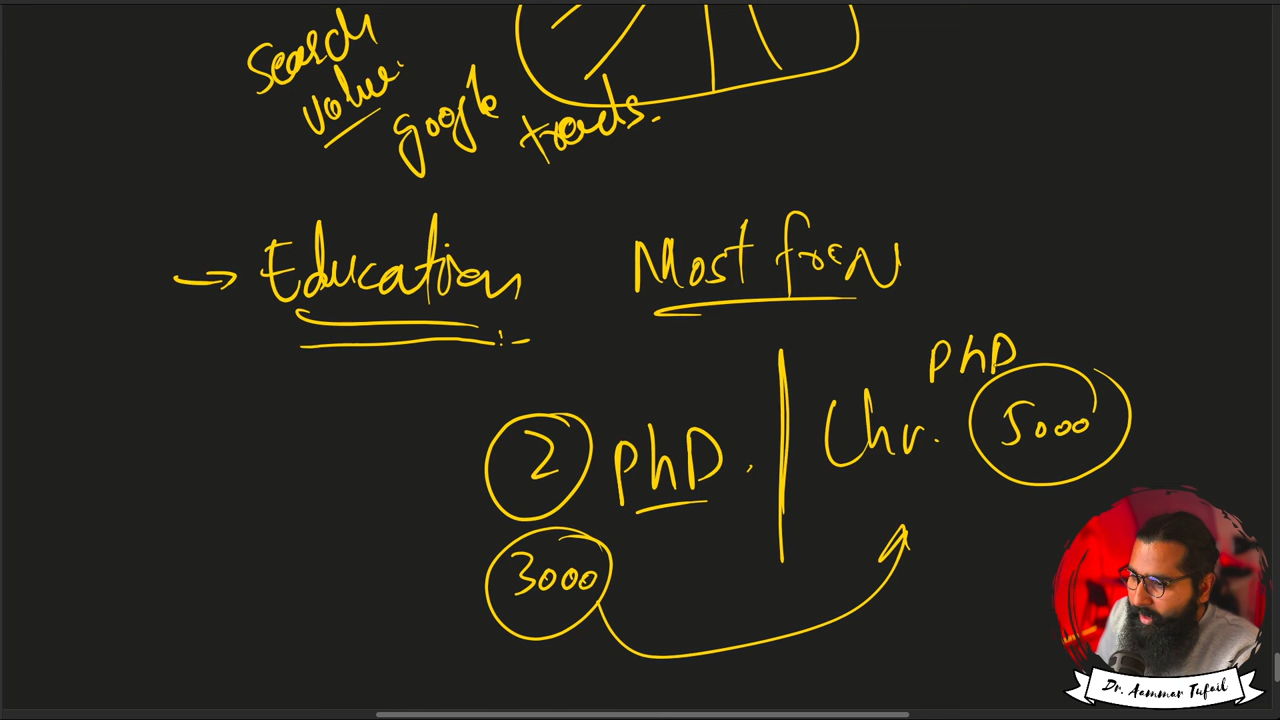 Search
value.
google trends.
→ Education
Most fren
PhD
2 PhD. Chr. 5000
3000
Dr. Aammar Tufail